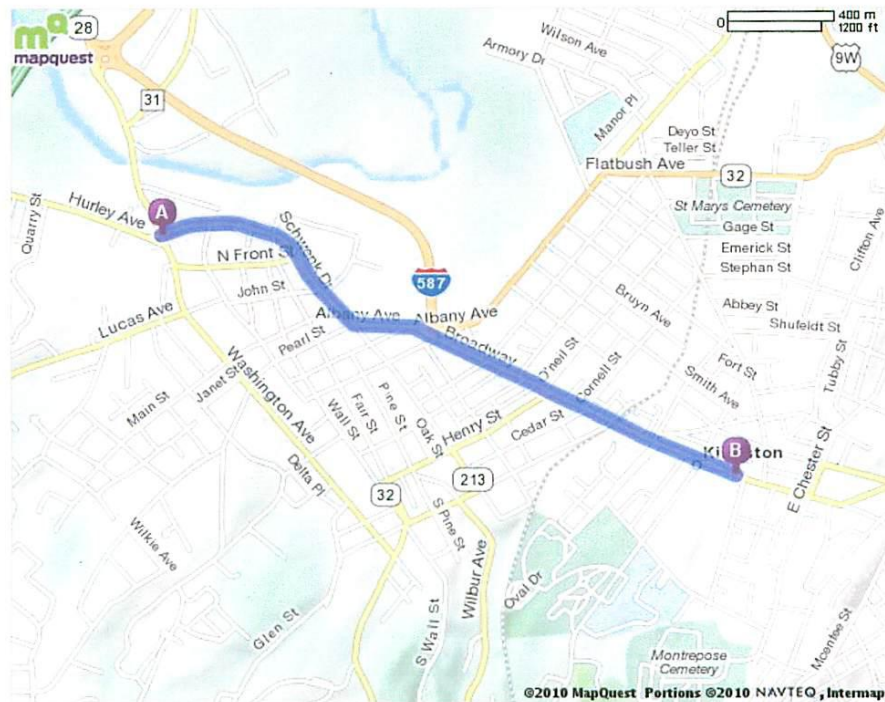 28
mapquest
0 400 m
1200 ft
9W
Wilson Ave
Armory Dr
31
Manor Pl
Deyo St
Teller St
Flatbush Ave
32
Quarry St
Hurley Ave
A
St Marys Cemetery
Gage St
Emerick St
Stephan St
Clifton Ave
N Front St
Schwenk Dr
587
John St
Bruyn Ave
Abbey St
Shufeldt St
Lucas Ave
Albany Ave
Albany Ave
Broadway
Pearl St
Washington Ave
Janet St
Main St
O'neil St
Cornell St
Fort St
Smith Ave
Tubby St
Pine St
Fair St
Wall St
Oak St
Henry St
Cedar St
B
E Chester St
Delta Pl
32
213
S Pine St
Wilkie Ave
Wilbur Ave
Oval Dr
Glen St
S Wall St
Montrepose
Cemetery
Mcentee St
©2010 MapQuest Portions ©2010 NAVTEQ, Intermap